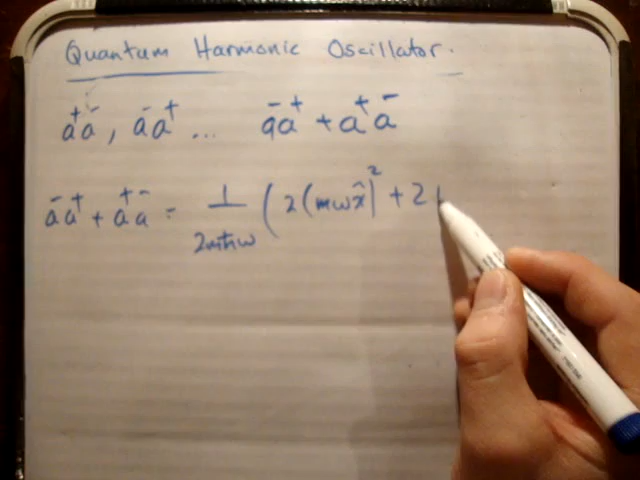 Quantum Harmonic Oscillator.
a⁺a⁻, a⁻a⁺ ... a⁻a⁺ + a⁺a⁻
a⁻a⁺ + a⁺a⁻ = 1/2mħω (2(mωx̂)² + 2